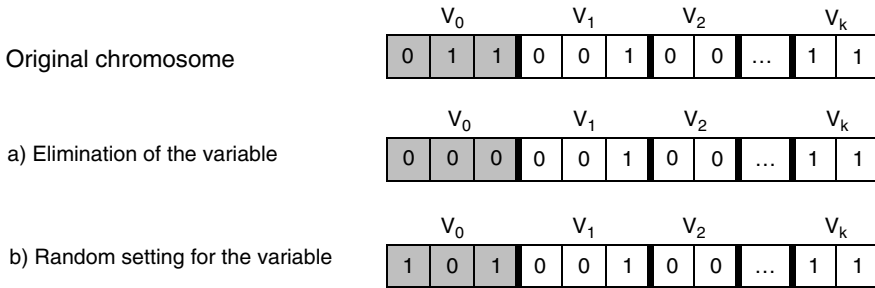 V0 V1 V2 Vk
Original chromosome 0 1 1 0 0 1 0 0 ... 1 1
V0 V1 V2 Vk
a) Elimination of the variable 0 0 0 0 0 1 0 0 ... 1 1
V0 V1 V2 Vk
b) Random setting for the variable 1 0 1 0 0 1 0 0 ... 1 1